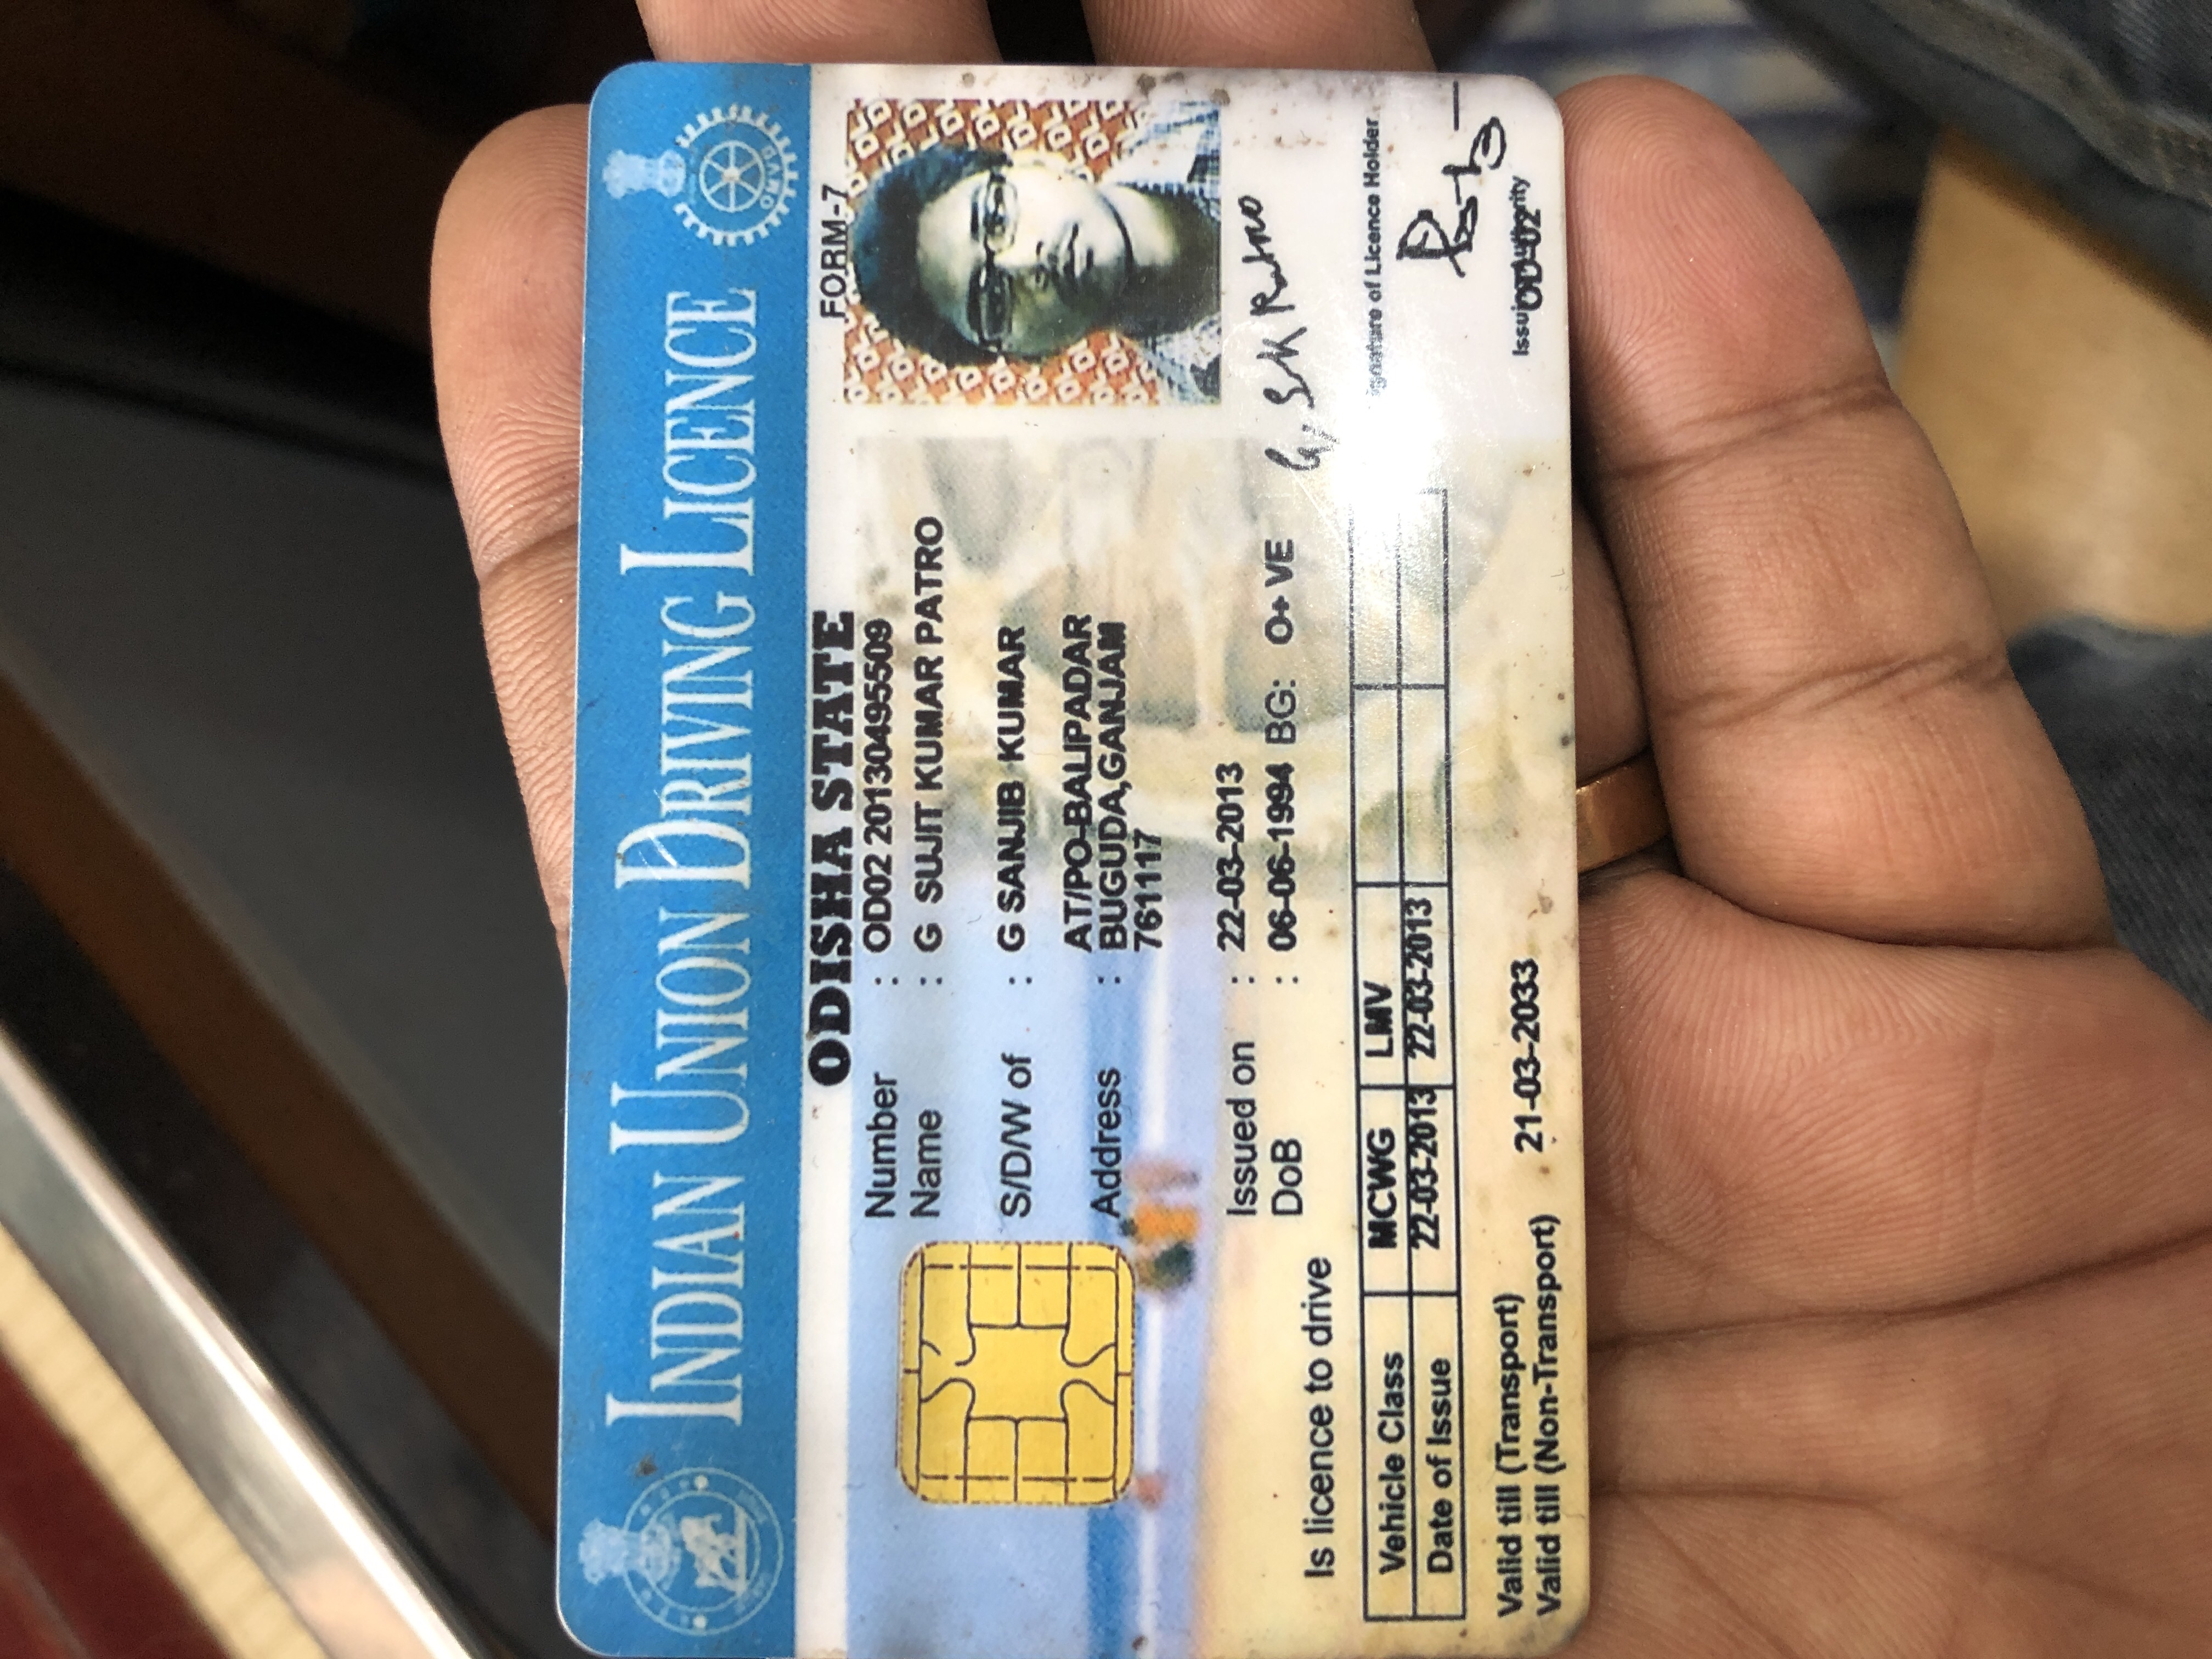 INDIAN UNION DRIVING LICENCE
OMVD
ODISHA STATE
FORM-7
Number : OD02 20130495509
Name : G SUJIT KUMAR PATRO
S/D/W of : G SANJIB KUMAR
Address : AT/PO-BALIPADAR
BUGUDA,GANJAM
761117
Issued on : 22-03-2013
DoB : 06-06-1994 BG: O+ VE
G. S.K Patro
Is licence to drive
Vehicle Class MCWG LMV
Date of Issue 22-03-2013 22-03-2013
ignature of Licence Holder
Valid till (Transport)
Valid till (Non-Transport) 21-03-2033
Issuing Authority
OD-02